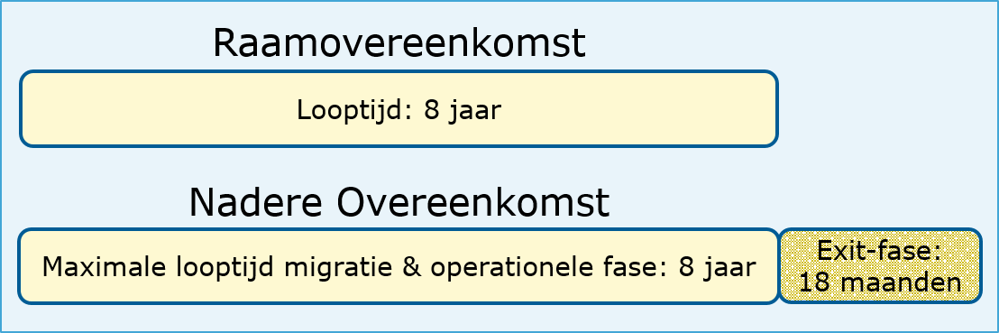 Raamovereenkomst
Looptijd: 8 jaar
Nadere Overeenkomst
Maximale looptijd migratie & operationele fase: 8 jaar
Exit-fase:
18 maanden